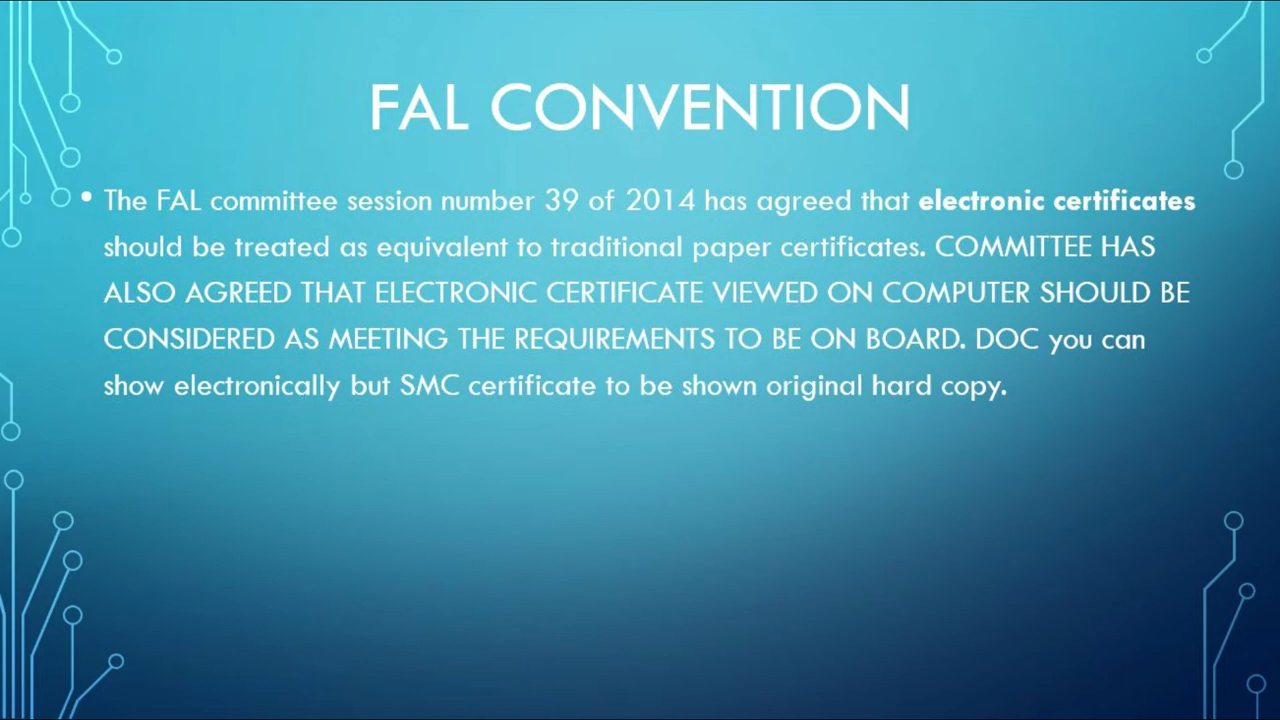 FAL CONVENTION
• The FAL committee session number 39 of 2014 has agreed that electronic certificates
should be treated as equivalent to traditional paper certificates. COMMITTEE HAS
ALSO AGREED THAT ELECTRONIC CERTIFICATE VIEWED ON COMPUTER SHOULD BE
CONSIDERED AS MEETING THE REQUIREMENTS TO BE ON BOARD. DOC you can
show electronically but SMC certificate to be shown original hard copy.